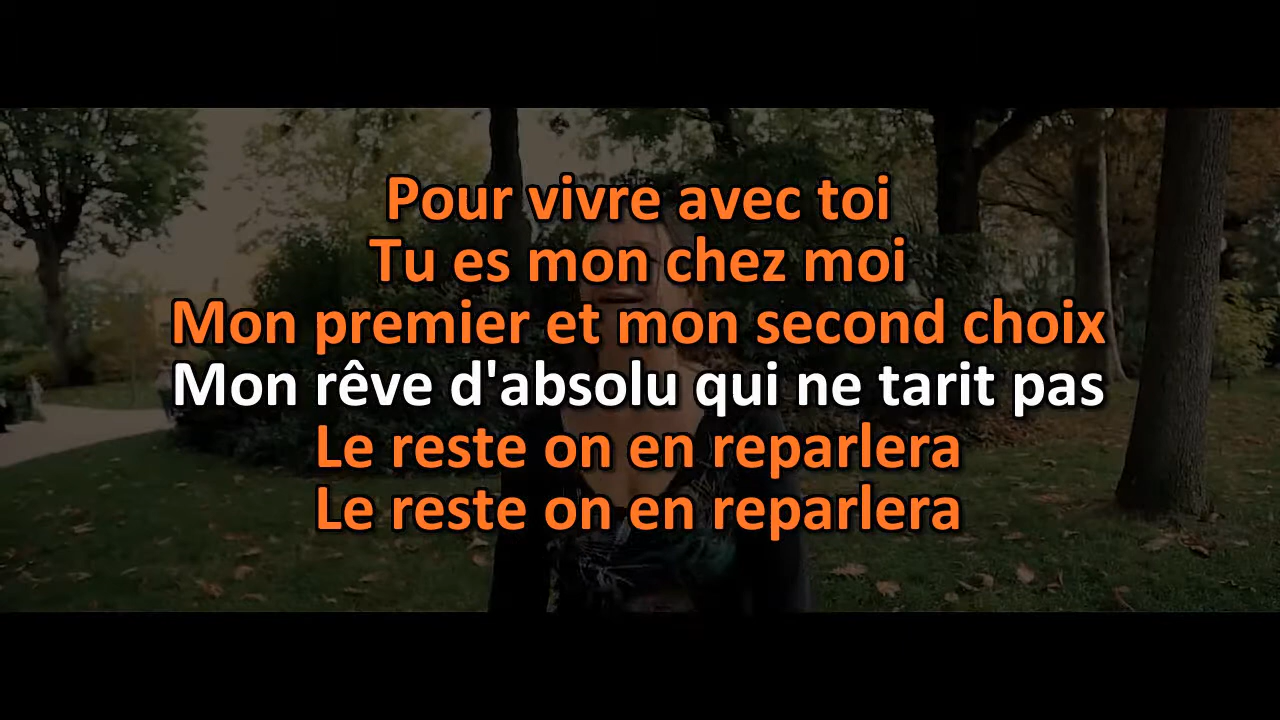 Pour vivre avec toi
Tu es mon chez moi
Mon premier et mon second choix
Mon rêve d'absolu qui ne tarit pas
Le reste on en reparlera
Le reste on en reparlera